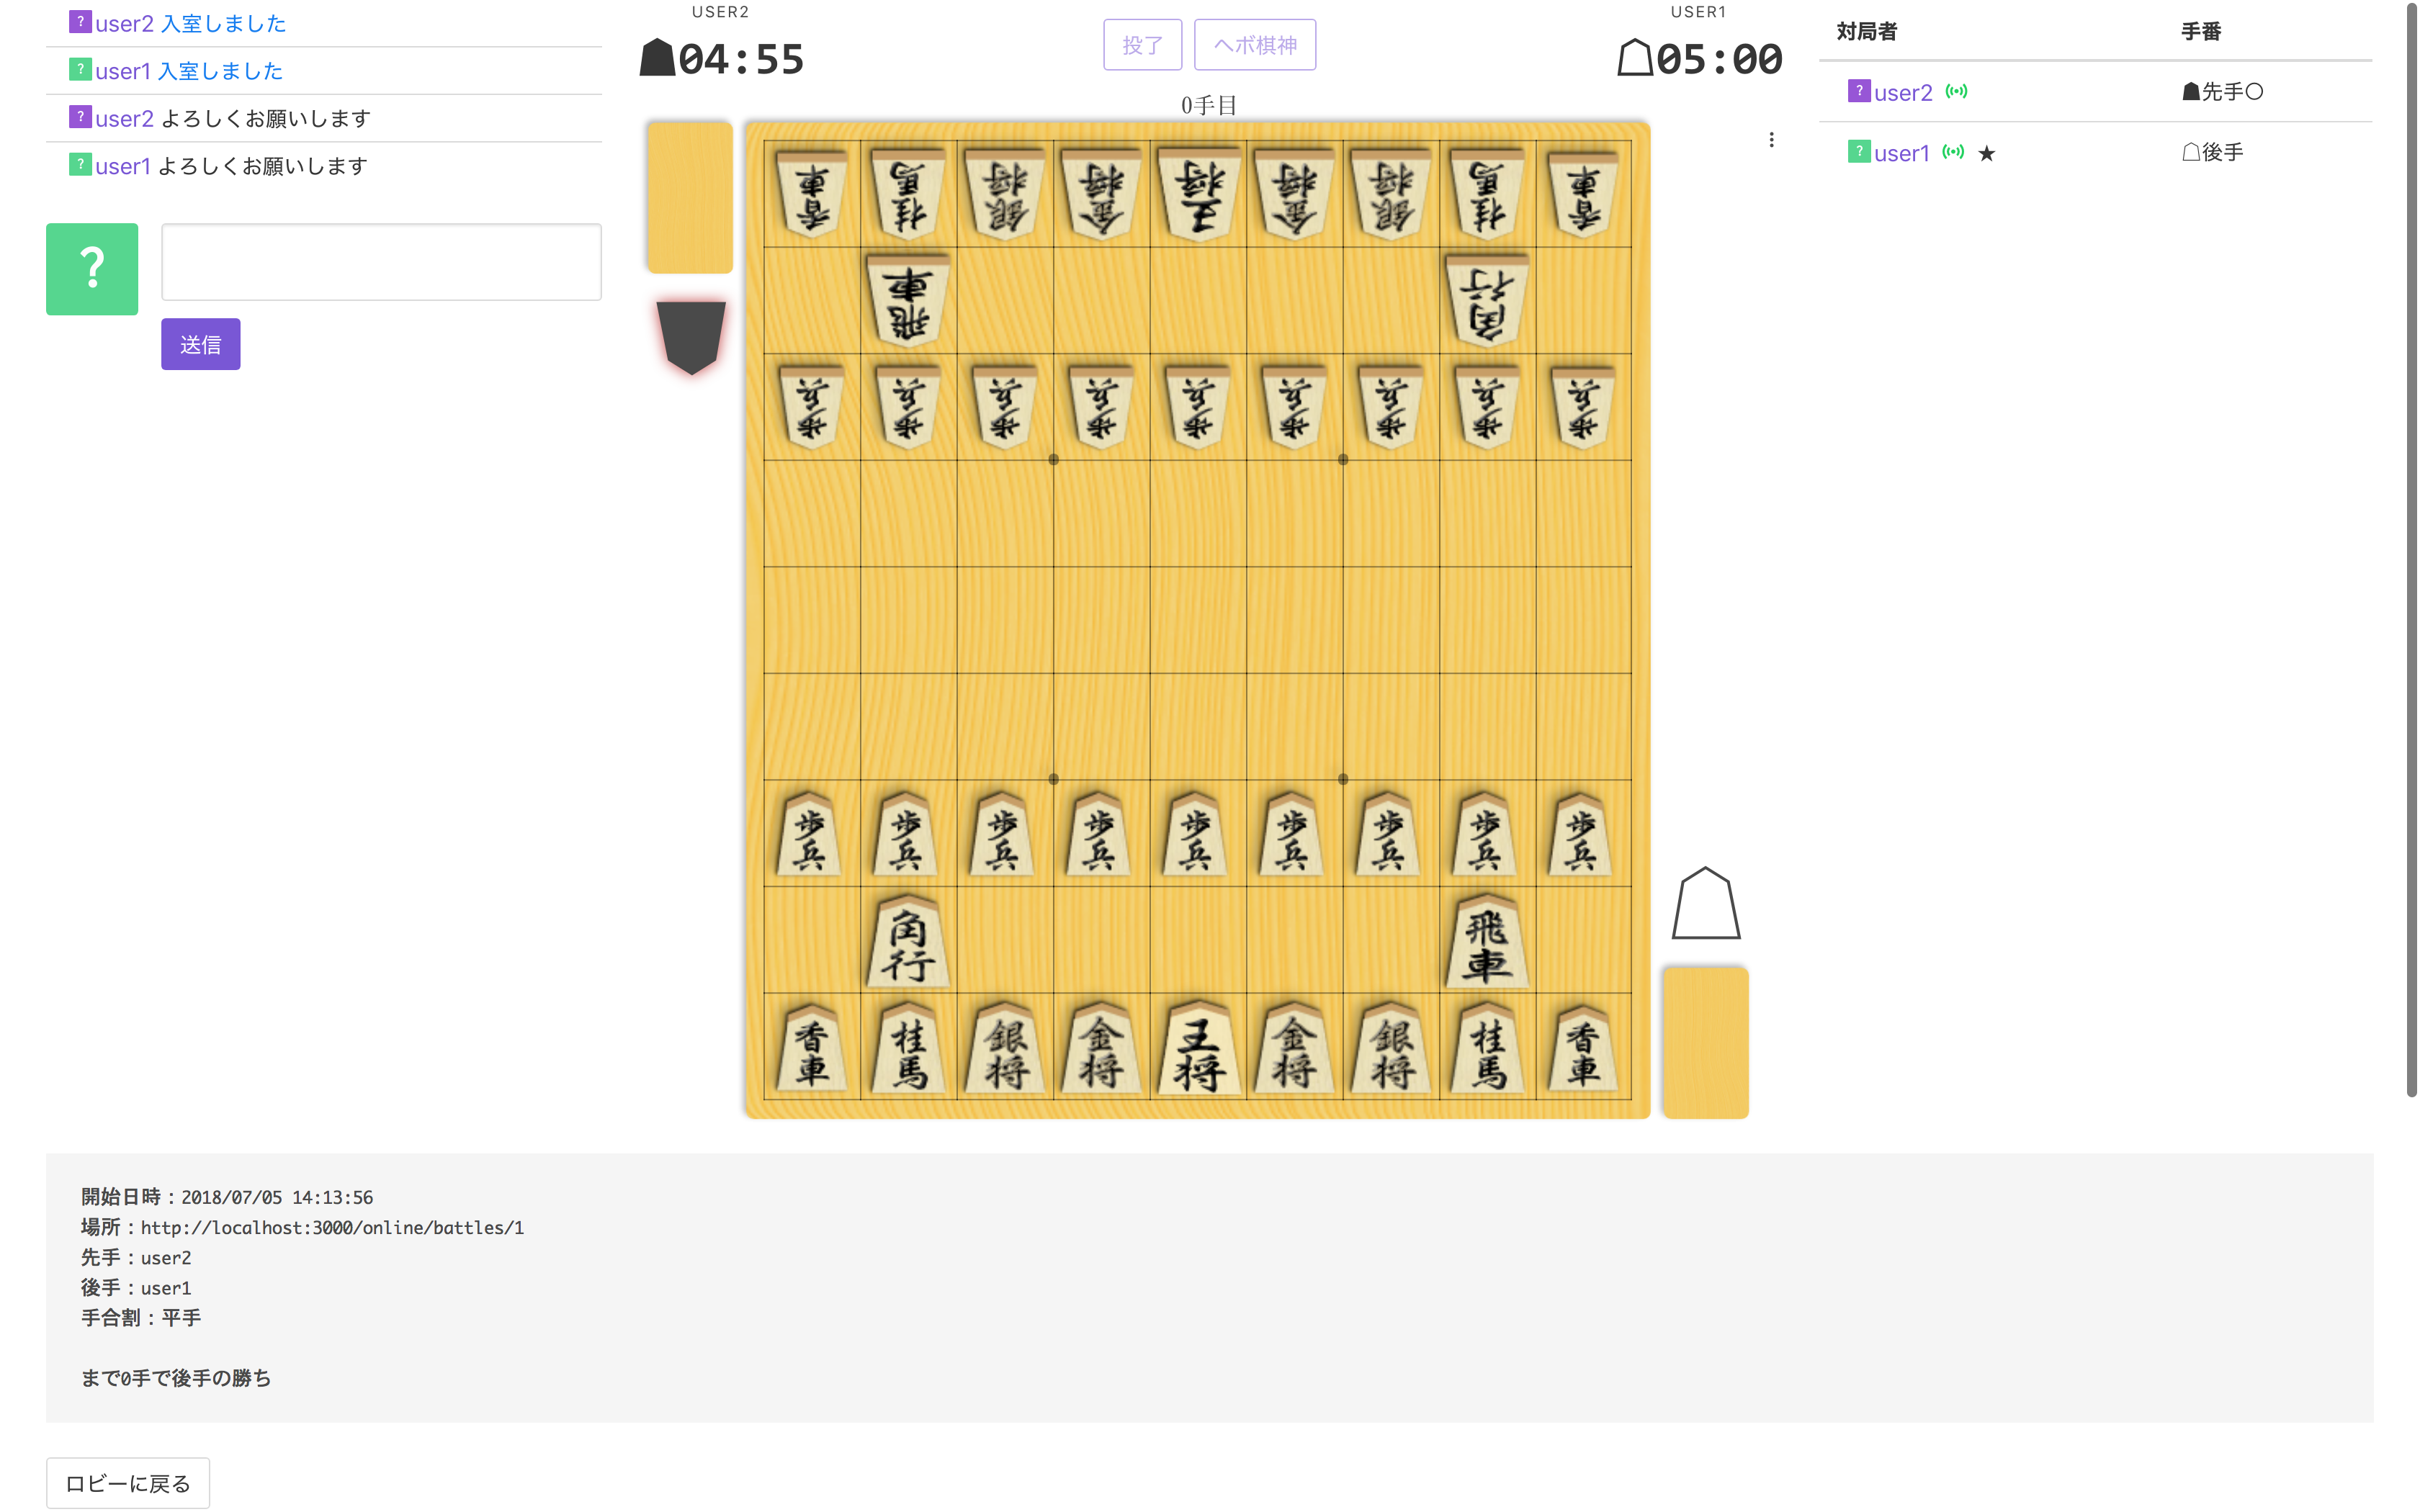 ? user2 入室しました
? user1 入室しました
? user2 よろしくお願いします
? user1 よろしくお願いします
?
送信
USER2
04:55
投了
ヘボ棋神
USER1
05:00
0手目
香車 桂馬 銀将 金将 王将 金将 銀将 桂馬 香車
飛車 角行
歩兵 歩兵 歩兵 歩兵 歩兵 歩兵 歩兵 歩兵 歩兵
歩兵 歩兵 歩兵 歩兵 歩兵 歩兵 歩兵 歩兵 歩兵
角行 飛車
香車 桂馬 銀将 金将 王将 金将 銀将 桂馬 香車
対局者 手番
? user2 ☗先手○
? user1 ★ ☖後手
開始日時：2018/07/05 14:13:56
場所：http://localhost:3000/online/battles/1
先手：user2
後手：user1
手合割：平手
まで0手で後手の勝ち
ロビーに戻る